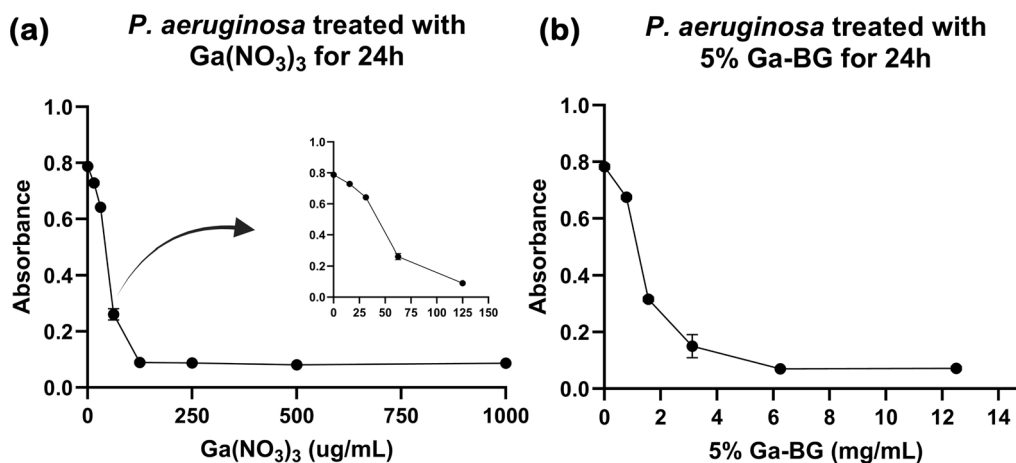 (a)
P. aeruginosa treated with
Ga(NO3)3 for 24h
Absorbance
1.0
0.8
0.6
0.4
0.2
0.0
0 250 500 750 1000
Ga(NO3)3 (ug/mL)
1.0
0.8
0.6
0.4
0.2
0.0
0 25 50 75 100 125 150
(b)
P. aeruginosa treated with
5% Ga-BG for 24h
Absorbance
1.0
0.8
0.6
0.4
0.2
0.0
0 2 4 6 8 10 12 14
5% Ga-BG (mg/mL)